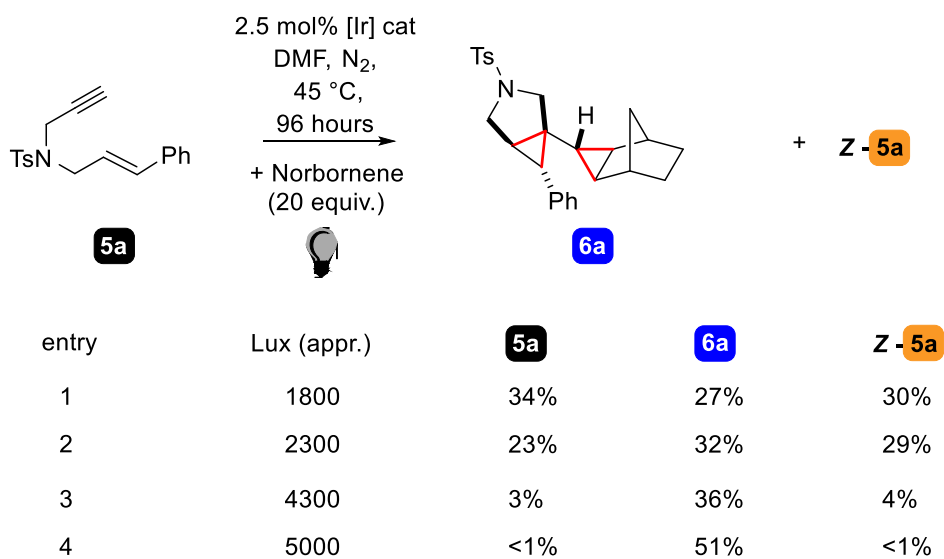 2.5 mol% [Ir] cat
DMF, N₂,
45 °C,
96 hours
+ Norbornene
(20 equiv.)
TsN
Ph
5a
Ts
N
H
Ph
6a
+ Z - 5a
entry Lux (appr.) 5a 6a Z - 5a
1 1800 34% 27% 30%
2 2300 23% 32% 29%
3 4300 3% 36% 4%
4 5000 <1% 51% <1%